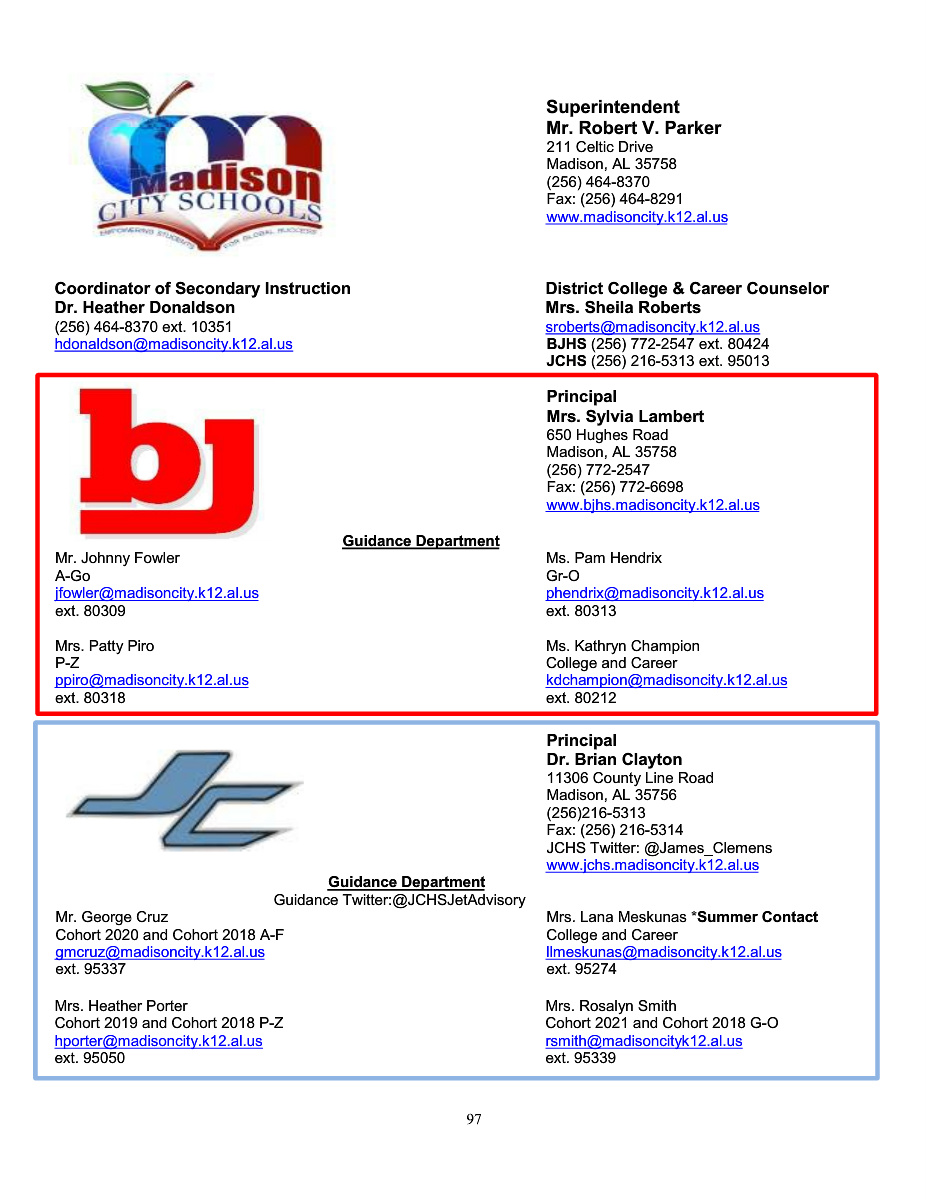 m
Madison
CITY SCHOOLS
EMPOWERING STUDENTS FOR GLOBAL SUCCESS
Superintendent
Mr. Robert V. Parker
211 Celtic Drive
Madison, AL 35758
(256) 464-8370
Fax: (256) 464-8291
www.madisoncity.k12.al.us
Coordinator of Secondary Instruction
Dr. Heather Donaldson
(256) 464-8370 ext. 10351
hdonaldson@madisoncity.k12.al.us
District College & Career Counselor
Mrs. Sheila Roberts
sroberts@madisoncity.k12.al.us
BJHS (256) 772-2547 ext. 80424
JCHS (256) 216-5313 ext. 95013
bj
Principal
Mrs. Sylvia Lambert
650 Hughes Road
Madison, AL 35758
(256) 772-2547
Fax: (256) 772-6698
www.bjhs.madisoncity.k12.al.us
Guidance Department
Mr. Johnny Fowler
A-Go
jfowler@madisoncity.k12.al.us
ext. 80309
Ms. Pam Hendrix
Gr-O
phendrix@madisoncity.k12.al.us
ext. 80313
Mrs. Patty Piro
P-Z
ppiro@madisoncity.k12.al.us
ext. 80318
Ms. Kathryn Champion
College and Career
kdchampion@madisoncity.k12.al.us
ext. 80212
JC
Principal
Dr. Brian Clayton
11306 County Line Road
Madison, AL 35756
(256)216-5313
Fax: (256) 216-5314
JCHS Twitter: @James_Clemens
www.jchs.madisoncity.k12.al.us
Guidance Department
Guidance Twitter:@JCHSJetAdvisory
Mr. George Cruz
Cohort 2020 and Cohort 2018 A-F
gmcruz@madisoncity.k12.al.us
ext. 95337
Mrs. Lana Meskunas *Summer Contact
College and Career
llmeskunas@madisoncity.k12.al.us
ext. 95274
Mrs. Heather Porter
Cohort 2019 and Cohort 2018 P-Z
hporter@madisoncity.k12.al.us
ext. 95050
Mrs. Rosalyn Smith
Cohort 2021 and Cohort 2018 G-O
rsmith@madisoncityk12.al.us
ext. 95339
97